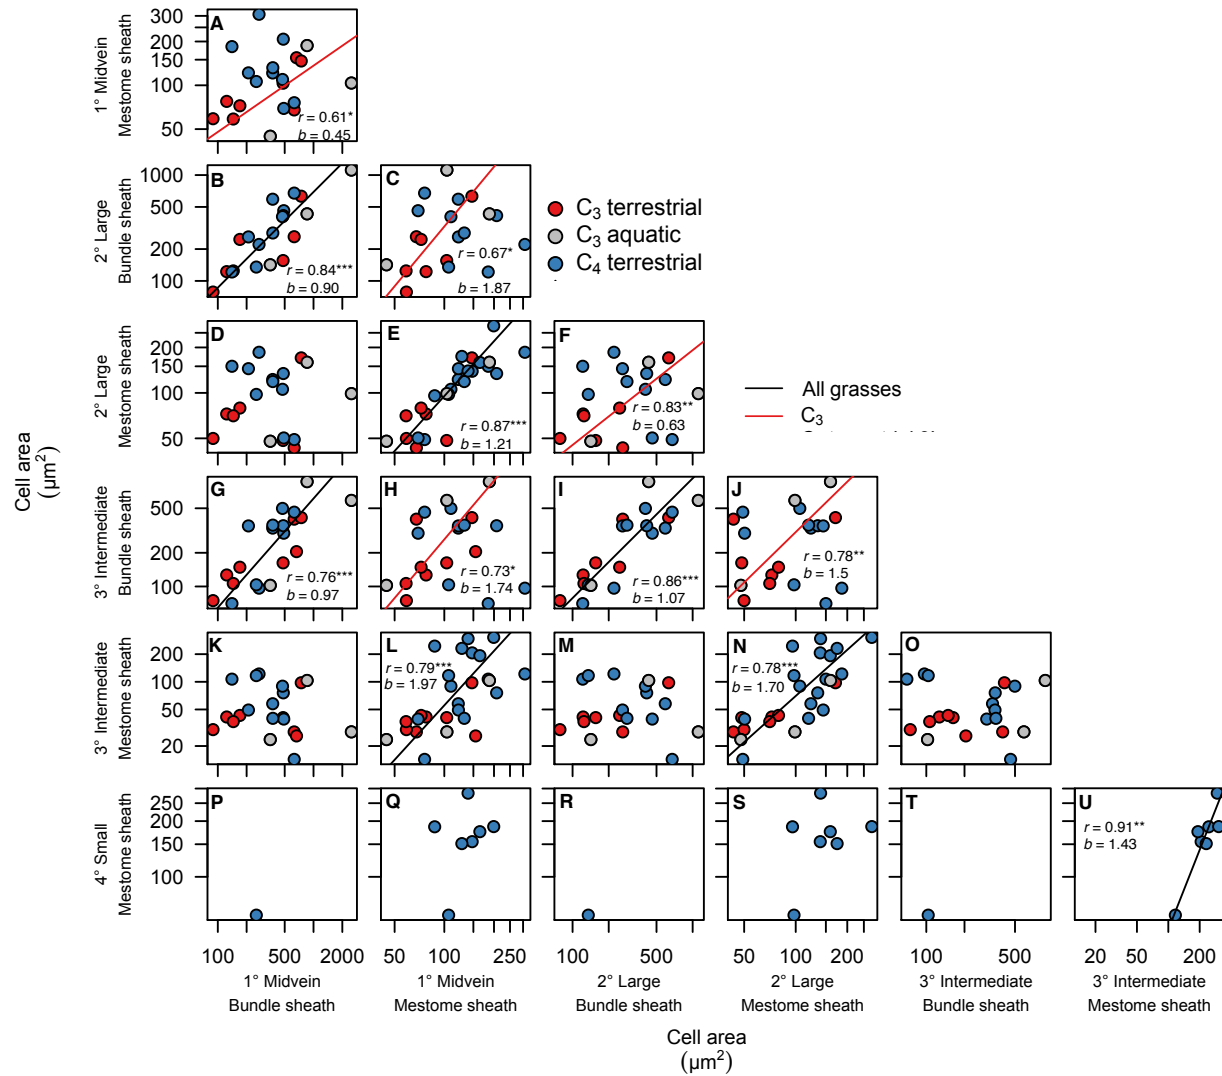 A
300
200
150
100
50
1° Midvein
Mestome sheath
r = 0.61*
b = 0.45
B
1000
500
100
2° Large
Bundle sheath
r = 0.84***
b = 0.90
C
r = 0.67*
b = 1.87
C3 terrestrial
C3 aquatic
C4 terrestrial
D
200
150
100
50
2° Large
Mestome sheath
E
r = 0.87***
b = 1.21
F
r = 0.83**
b = 0.63
All grasses
C3
Cell area
(µm2)
G
500
200
100
3° Intermediate
Bundle sheath
r = 0.76***
b = 0.97
H
r = 0.73*
b = 1.74
I
r = 0.86***
b = 1.07
J
r = 0.78**
b = 1.5
K
200
100
50
20
3° Intermediate
Mestome sheath
L
r = 0.79***
b = 1.97
M
N
r = 0.78***
b = 1.70
O
P
250
200
150
100
4° Small
Mestome sheath
Q
R
S
T
U
r = 0.91**
b = 1.43
100 500 2000
50 100 250
100 500
50 100 200
100 500
20 50 200
1° Midvein
Bundle sheath
1° Midvein
Mestome sheath
2° Large
Bundle sheath
2° Large
Mestome sheath
3° Intermediate
Bundle sheath
3° Intermediate
Mestome sheath
Cell area
(µm2)